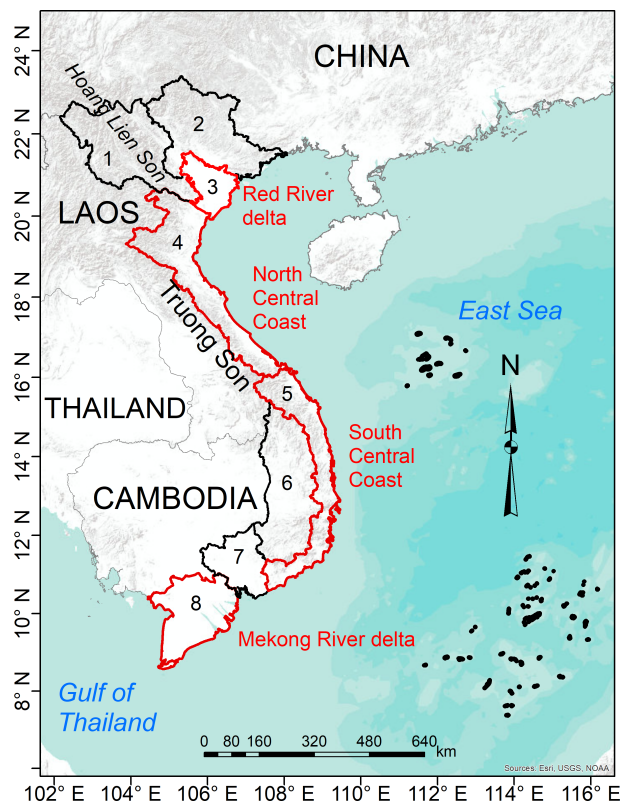 24° N
22° N
20° N
18° N
16° N
14° N
12° N
10° N
8° N
CHINA
Hoang Lien Son
2
1
3
Red River
delta
LAOS
4
North
Central
Coast
East Sea
Truong Son
N
5
THAILAND
South
Central
Coast
6
CAMBODIA
7
8
Mekong River delta
Gulf of
Thailand
0 80 160 320 480 640
km
Sources: Esri, USGS, NOAA
102° E 104° E 106° E 108° E 110° E 112° E 114° E 116° E